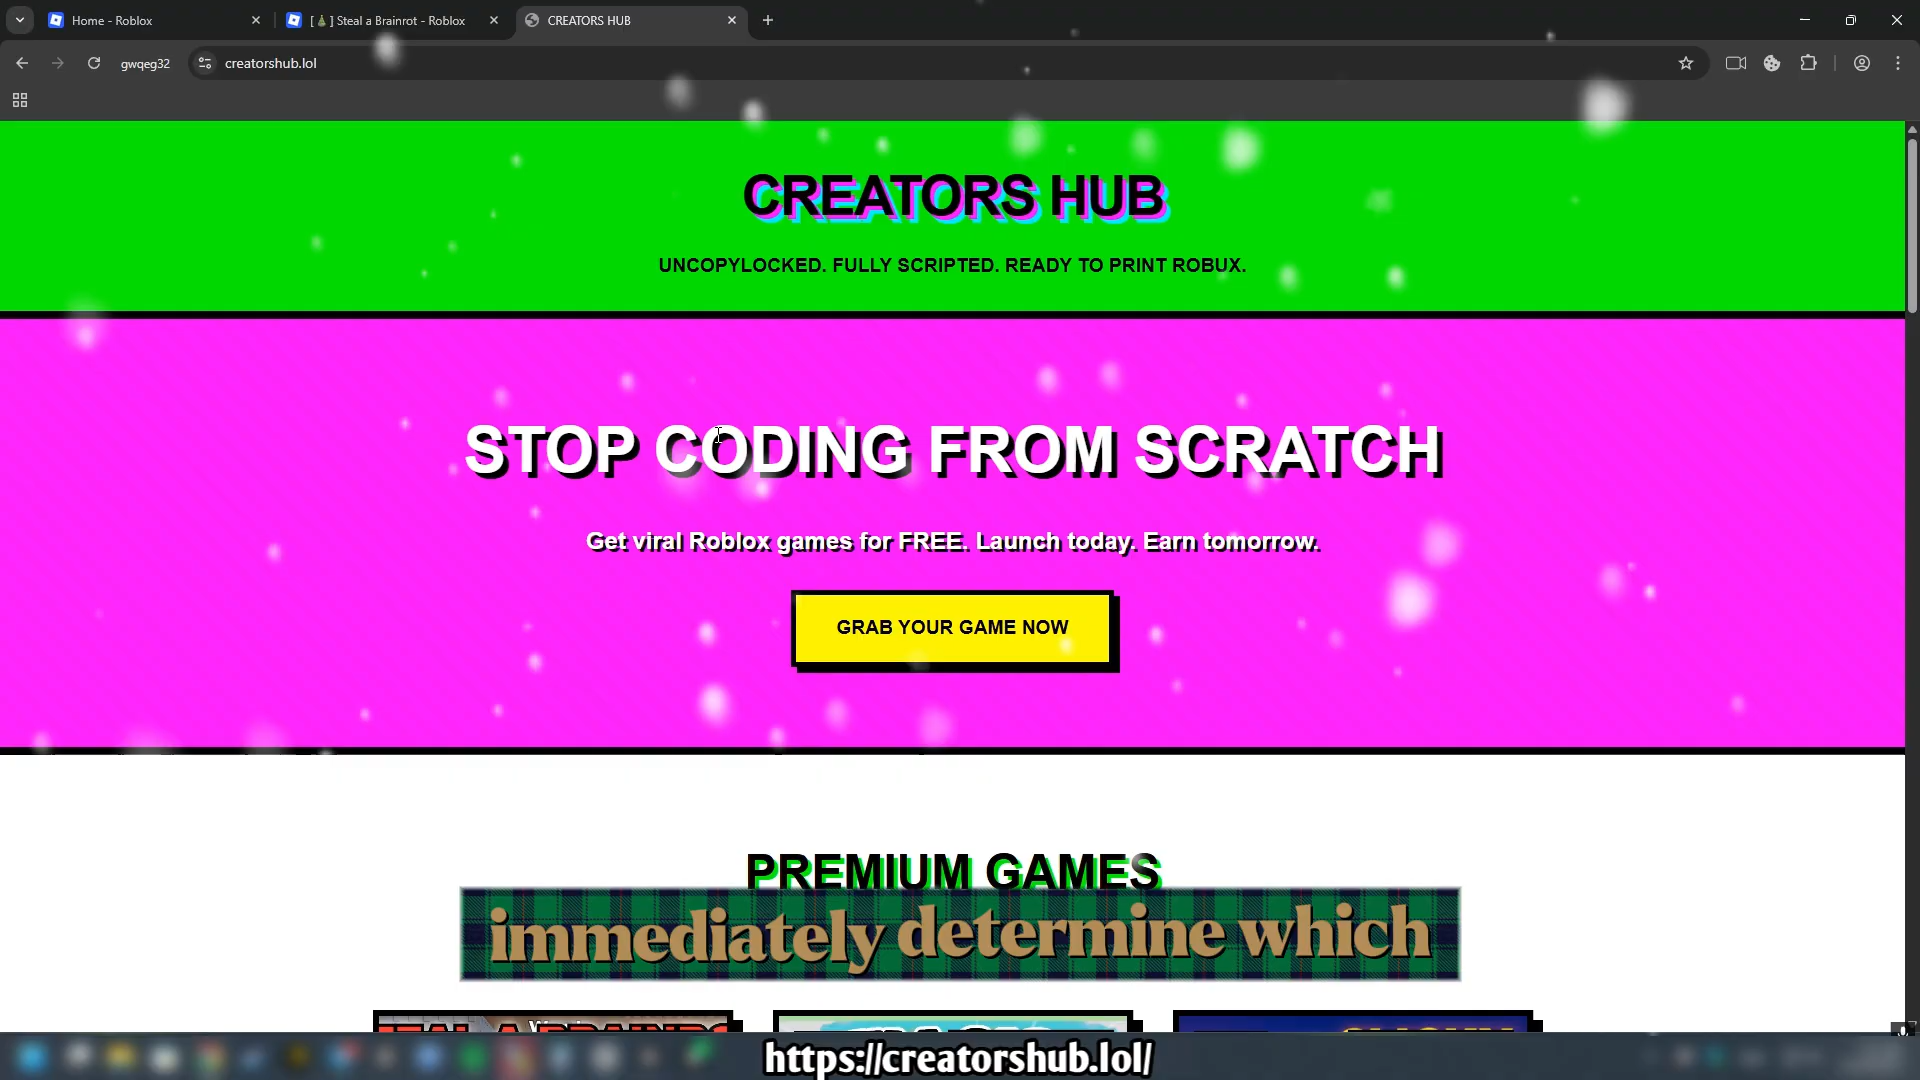 Home - Roblox
[🎄] Steal a Brainrot - Roblox
CREATORS HUB
gwqeg32
creatorshub.lol
CREATORS HUB
UNCOPYLOCKED. FULLY SCRIPTED. READY TO PRINT ROBUX.
STOP CODING FROM SCRATCH
Get viral Roblox games for FREE. Launch today. Earn tomorrow.
GRAB YOUR GAME NOW
PREMIUM GAMES
immediately determine which
https://creatorshub.lol/